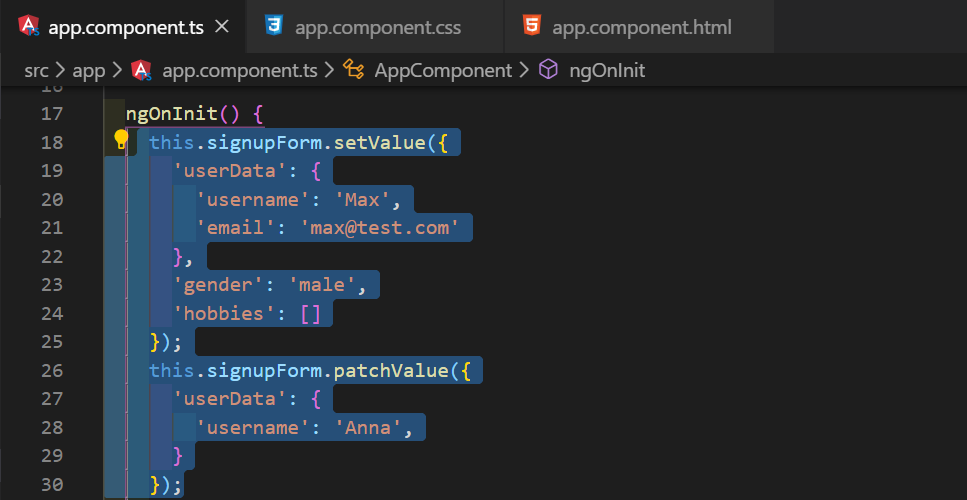 app.component.ts
app.component.css
app.component.html
src > app > app.component.ts > AppComponent > ngOnInit
16
17 ngOnInit() {
18 this.signupForm.setValue({
19 'userData': {
20 'username': 'Max',
21 'email': 'max@test.com'
22 },
23 'gender': 'male',
24 'hobbies': []
25 });
26 this.signupForm.patchValue({
27 'userData': {
28 'username': 'Anna',
29 }
30 });